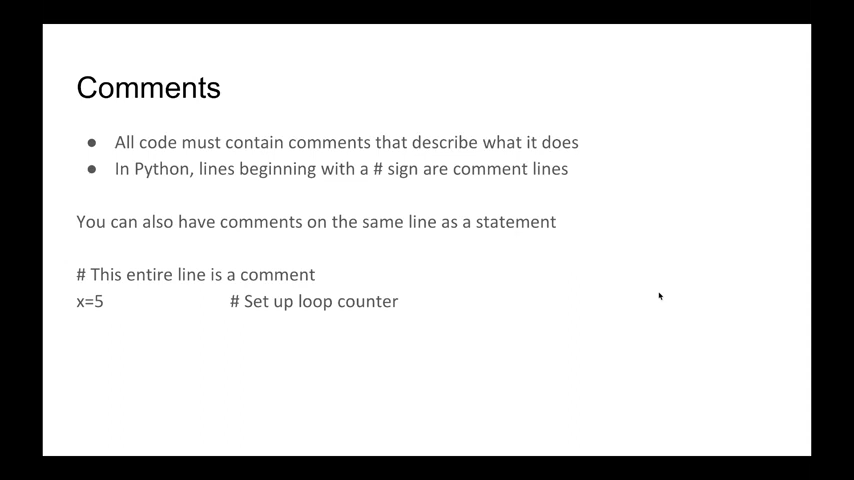 Comments
● All code must contain comments that describe what it does
● In Python, lines beginning with a # sign are comment lines
You can also have comments on the same line as a statement
# This entire line is a comment
x=5 # Set up loop counter